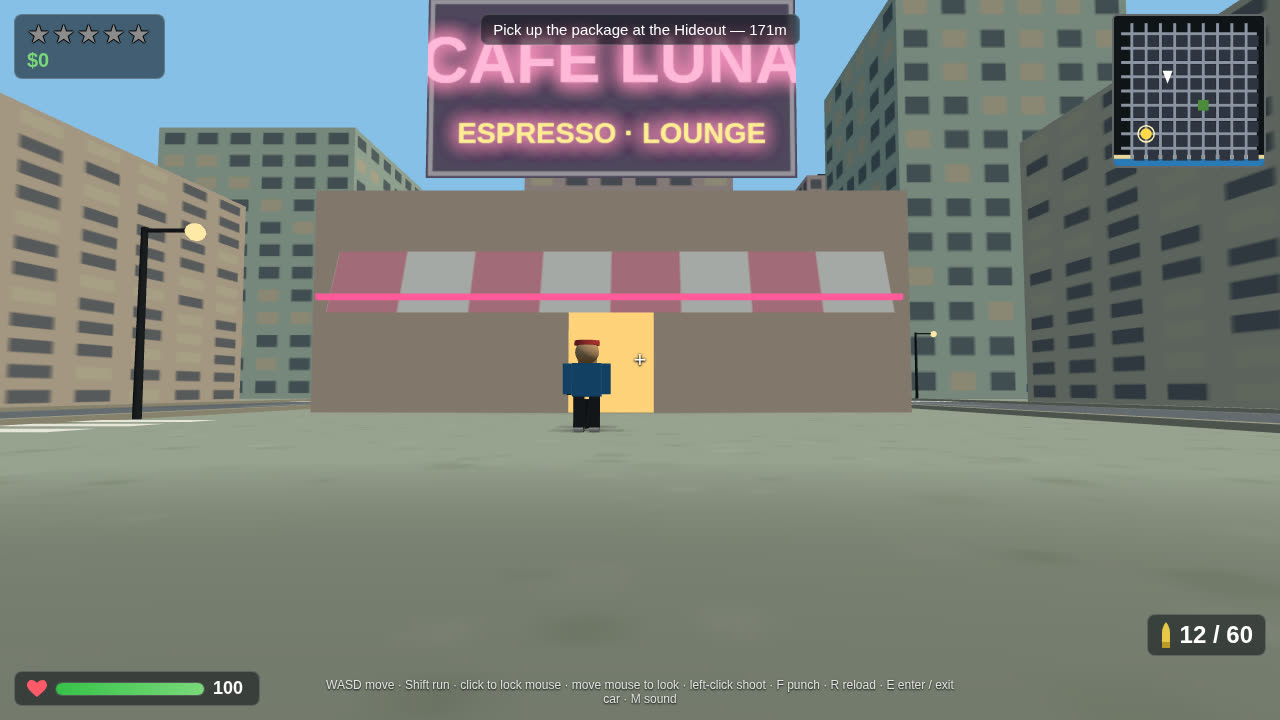 Pick up the package at the Hideout — 171m
$0
CAFE LUNA
ESPRESSO · LOUNGE
12 / 60
100
WASD move · Shift run · click to lock mouse · move mouse to look · left-click shoot · F punch · R reload · E enter / exit
car · M sound